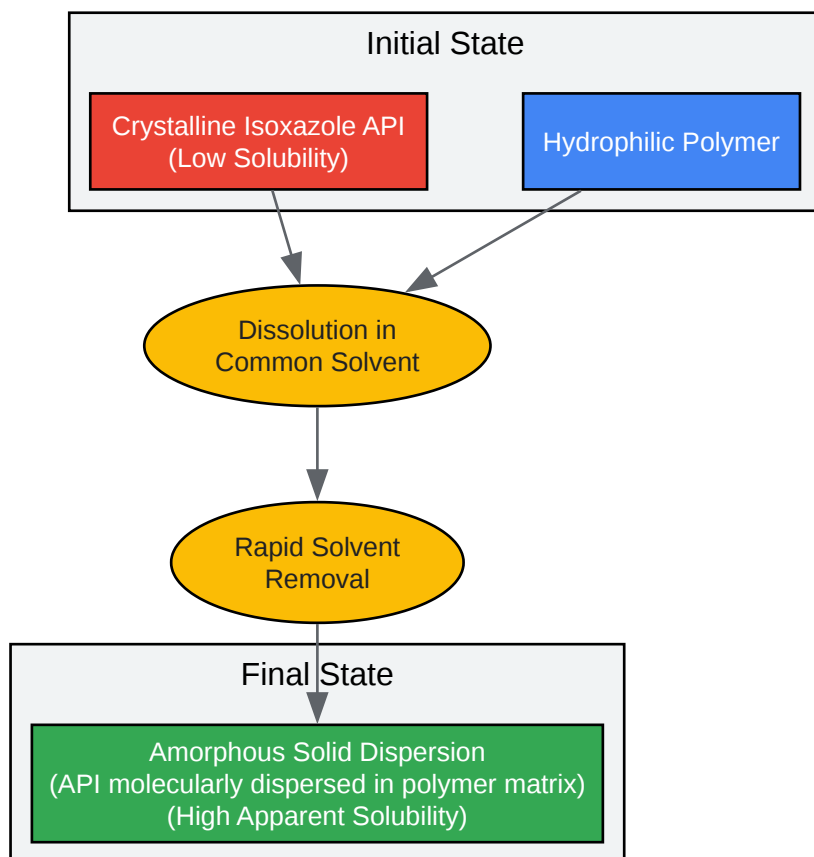 Initial State
Crystalline Isoxazole API
(Low Solubility)
Hydrophilic Polymer
Dissolution in
Common Solvent
Rapid Solvent
Removal
Final State
Amorphous Solid Dispersion
(API molecularly dispersed in polymer matrix)
(High Apparent Solubility)